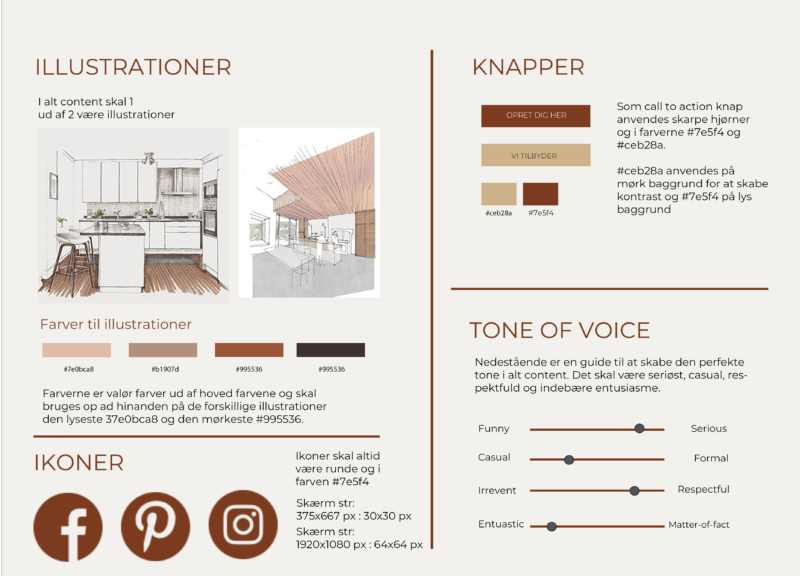 ILLUSTRATIONER
I alt content skal 1
ud af 2 være illustrationer
Farver til illustrationer
#7e0bca8
#b1907d
#995536
#995536
Farverne er valør farver ud af hoved farvene og skal
bruges op ad hinanden på de forskillige illustrationer
den lyseste 37e0bca8 og den mørkeste #995536.
IKONER
Ikoner skal altid
være runde og i
farven #7e5f4
Skærm str:
375x667 px : 30x30 px
Skærm str:
1920x1080 px : 64x64 px
KNAPPER
OPRET DIG HER
VI TILBYDER
#ceb28a
#7e5f4
Som call to action knap
anvendes skarpe hjørner
og i farverne #7e5f4 og
#ceb28a.
#ceb28a anvendes på
mørk baggrund for at skabe
kontrast og #7e5f4 på lys
baggrund
TONE OF VOICE
Nedestående er en guide til at skabe den perfekte
tone i alt content. Det skal være seriøst, casual, res-
pektfuld og indebære entusiasme.
Funny
Serious
Casual
Formal
Irrevent
Respectful
Entuastic
Matter-of-fact